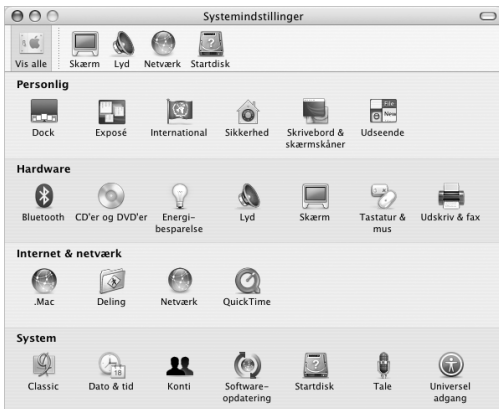 Systemindstillinger
Vis alle Skærm Lyd Netværk Startdisk
Personlig
Dock Exposé International Sikkerhed Skrivebord & skærmskåner Udseende
Hardware
Bluetooth CD'er og DVD'er Energi-besparelse Lyd Skærm Tastatur & mus Udskriv & fax
Internet & netværk
.Mac Deling Netværk QuickTime
System
Classic Dato & tid Konti Software-opdatering Startdisk Tale Universel adgang